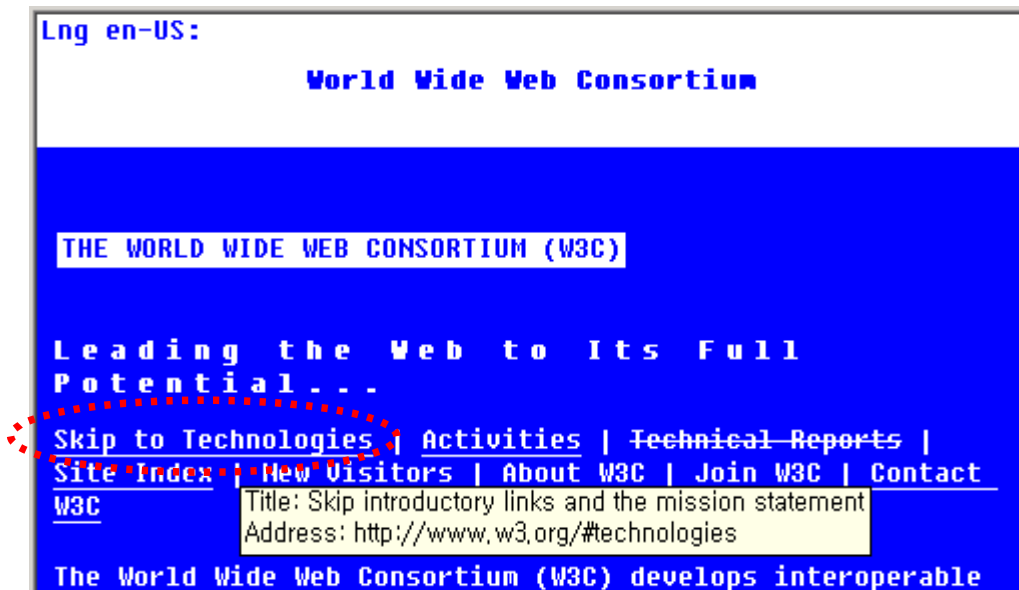 Lng en-US:
World Wide Web Consortium
THE WORLD WIDE WEB CONSORTIUM (W3C)
Leading the Web to Its Full
Potential...
Skip to Technologies | Activities | Technical Reports |
Site Index | New Visitors | About W3C | Join W3C | Contact
W3C
Title: Skip introductory links and the mission statement
Address: http://www.w3.org/#technologies
The World Wide Web Consortium (W3C) develops interoperable